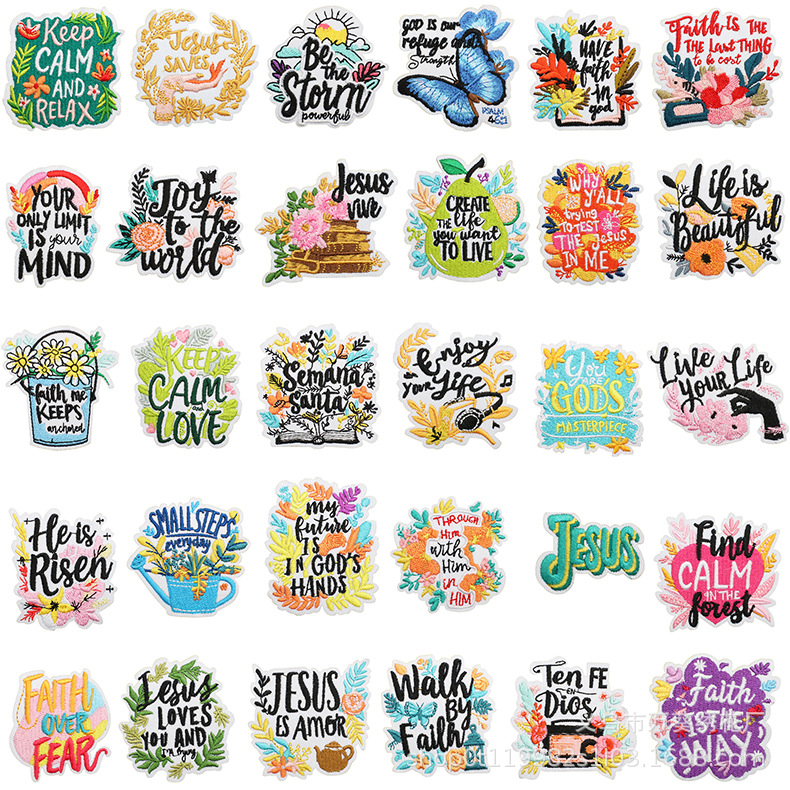 Keep
CALM
AND
RELAX
Jesus
SAVES
Be
the
Storm
powerful
GOD IS OUR
refuge and
Strength
PSALM
46:1
HAVE
faith
in
god
Faith IS THE
THE LAST THING
to be cost
YOUR
ONLY LIMIT
IS your
MIND
Joy
to the
world
Jesus
vive
CREATE
THE life
you want
TO LIVE
WHY
Y'ALL
trying
TO TEST
THE Jesus
IN ME
Life is
Beautiful
faith me
KEEPS
anchored
KEEP
CALM
and
LOVE
Semana
Santa
Enjoy
YOUR Life
You
ARE
GOD'S
MASTERPIECE
Live
Your Life
He is
Risen
SMALL STEPS
everyday
my
future
IS
IN GOD'S
HANDS
THROUGH
Him
with
Him
in
HIM
JESUS
Find
CALM
IN THE
forest
FAITH
OVER
FEAR
Jesus
LOVES
YOU AND
JESUS
ES AMOR
Walk
BY
Faith
Ten FE
EN
Dios
Faith
IS THE
WAY